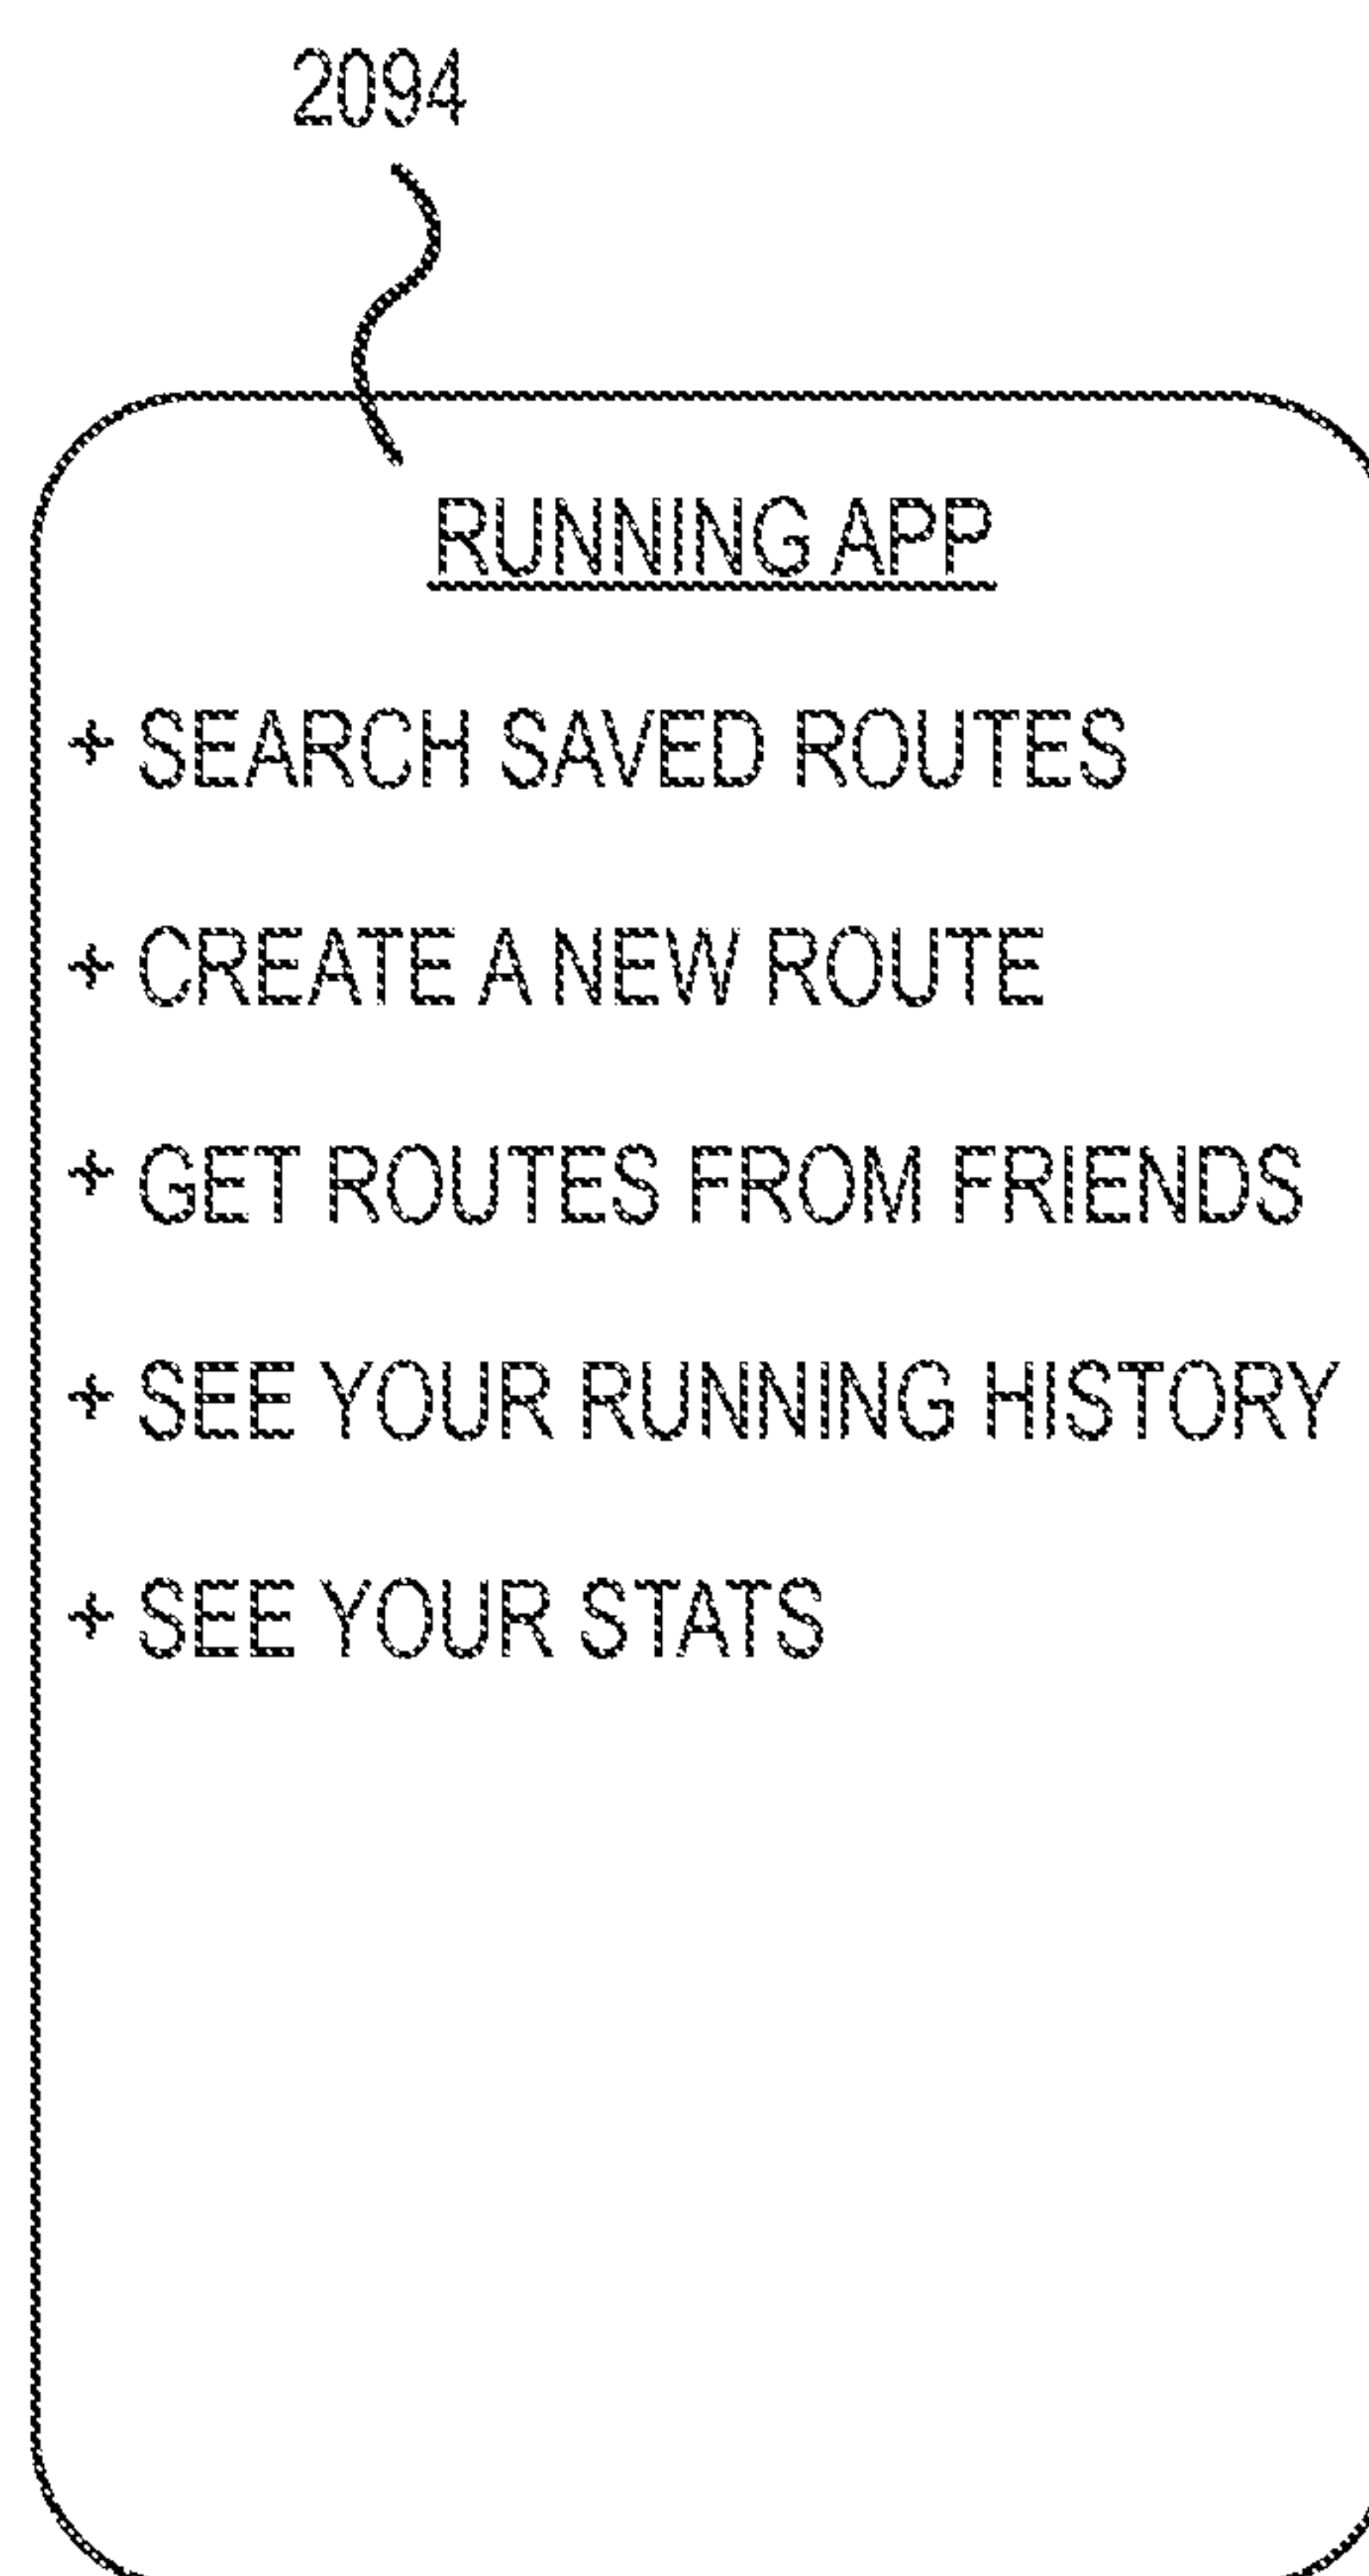 2094
RUNNING APP
+ SEARCH SAVED ROUTES
+ CREATE A NEW ROUTE
+ GET ROUTES FROM FRIENDS
+ SEE YOUR RUNNING HISTORY
+ SEE YOUR STATS